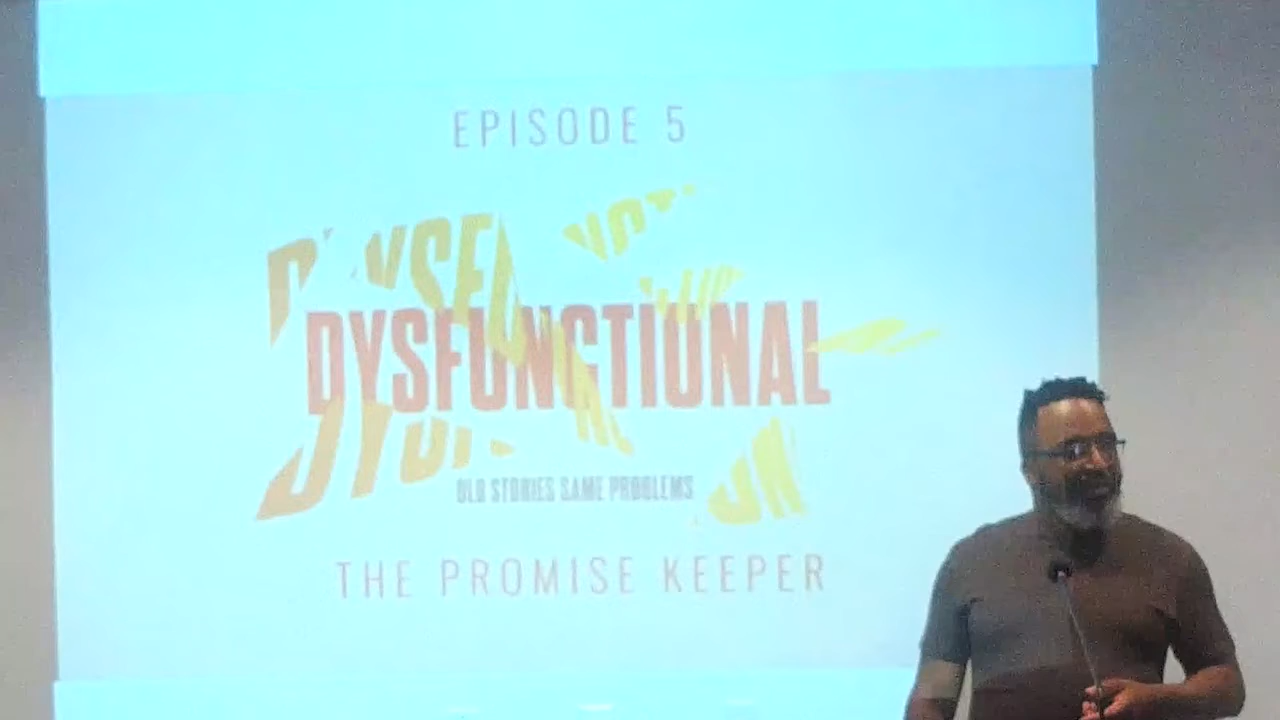 EPISODE 5
DYSFUNCTIONAL
OLD STORIES SAME PROBLEMS
THE PROMISE KEEPER